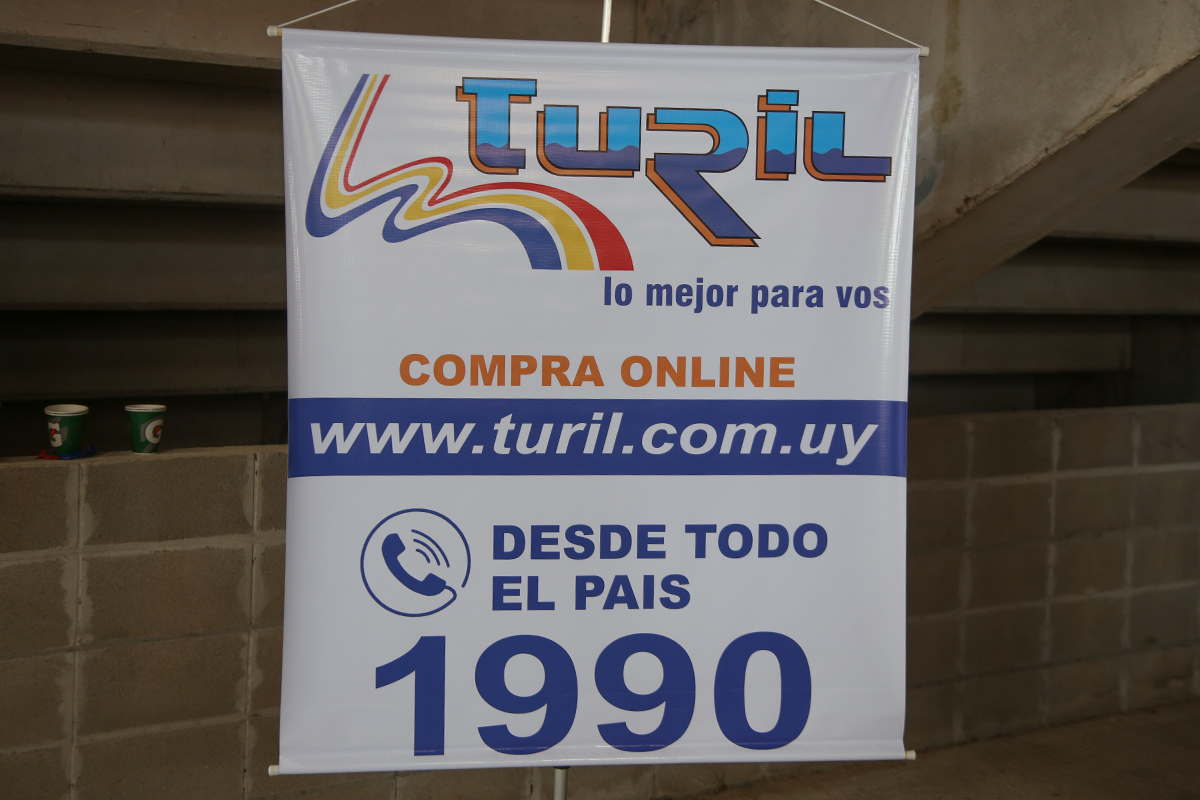 TURIL
lo mejor para vos
COMPRA ONLINE
www.turil.com.uy
DESDE TODO
EL PAIS
1990
G
G